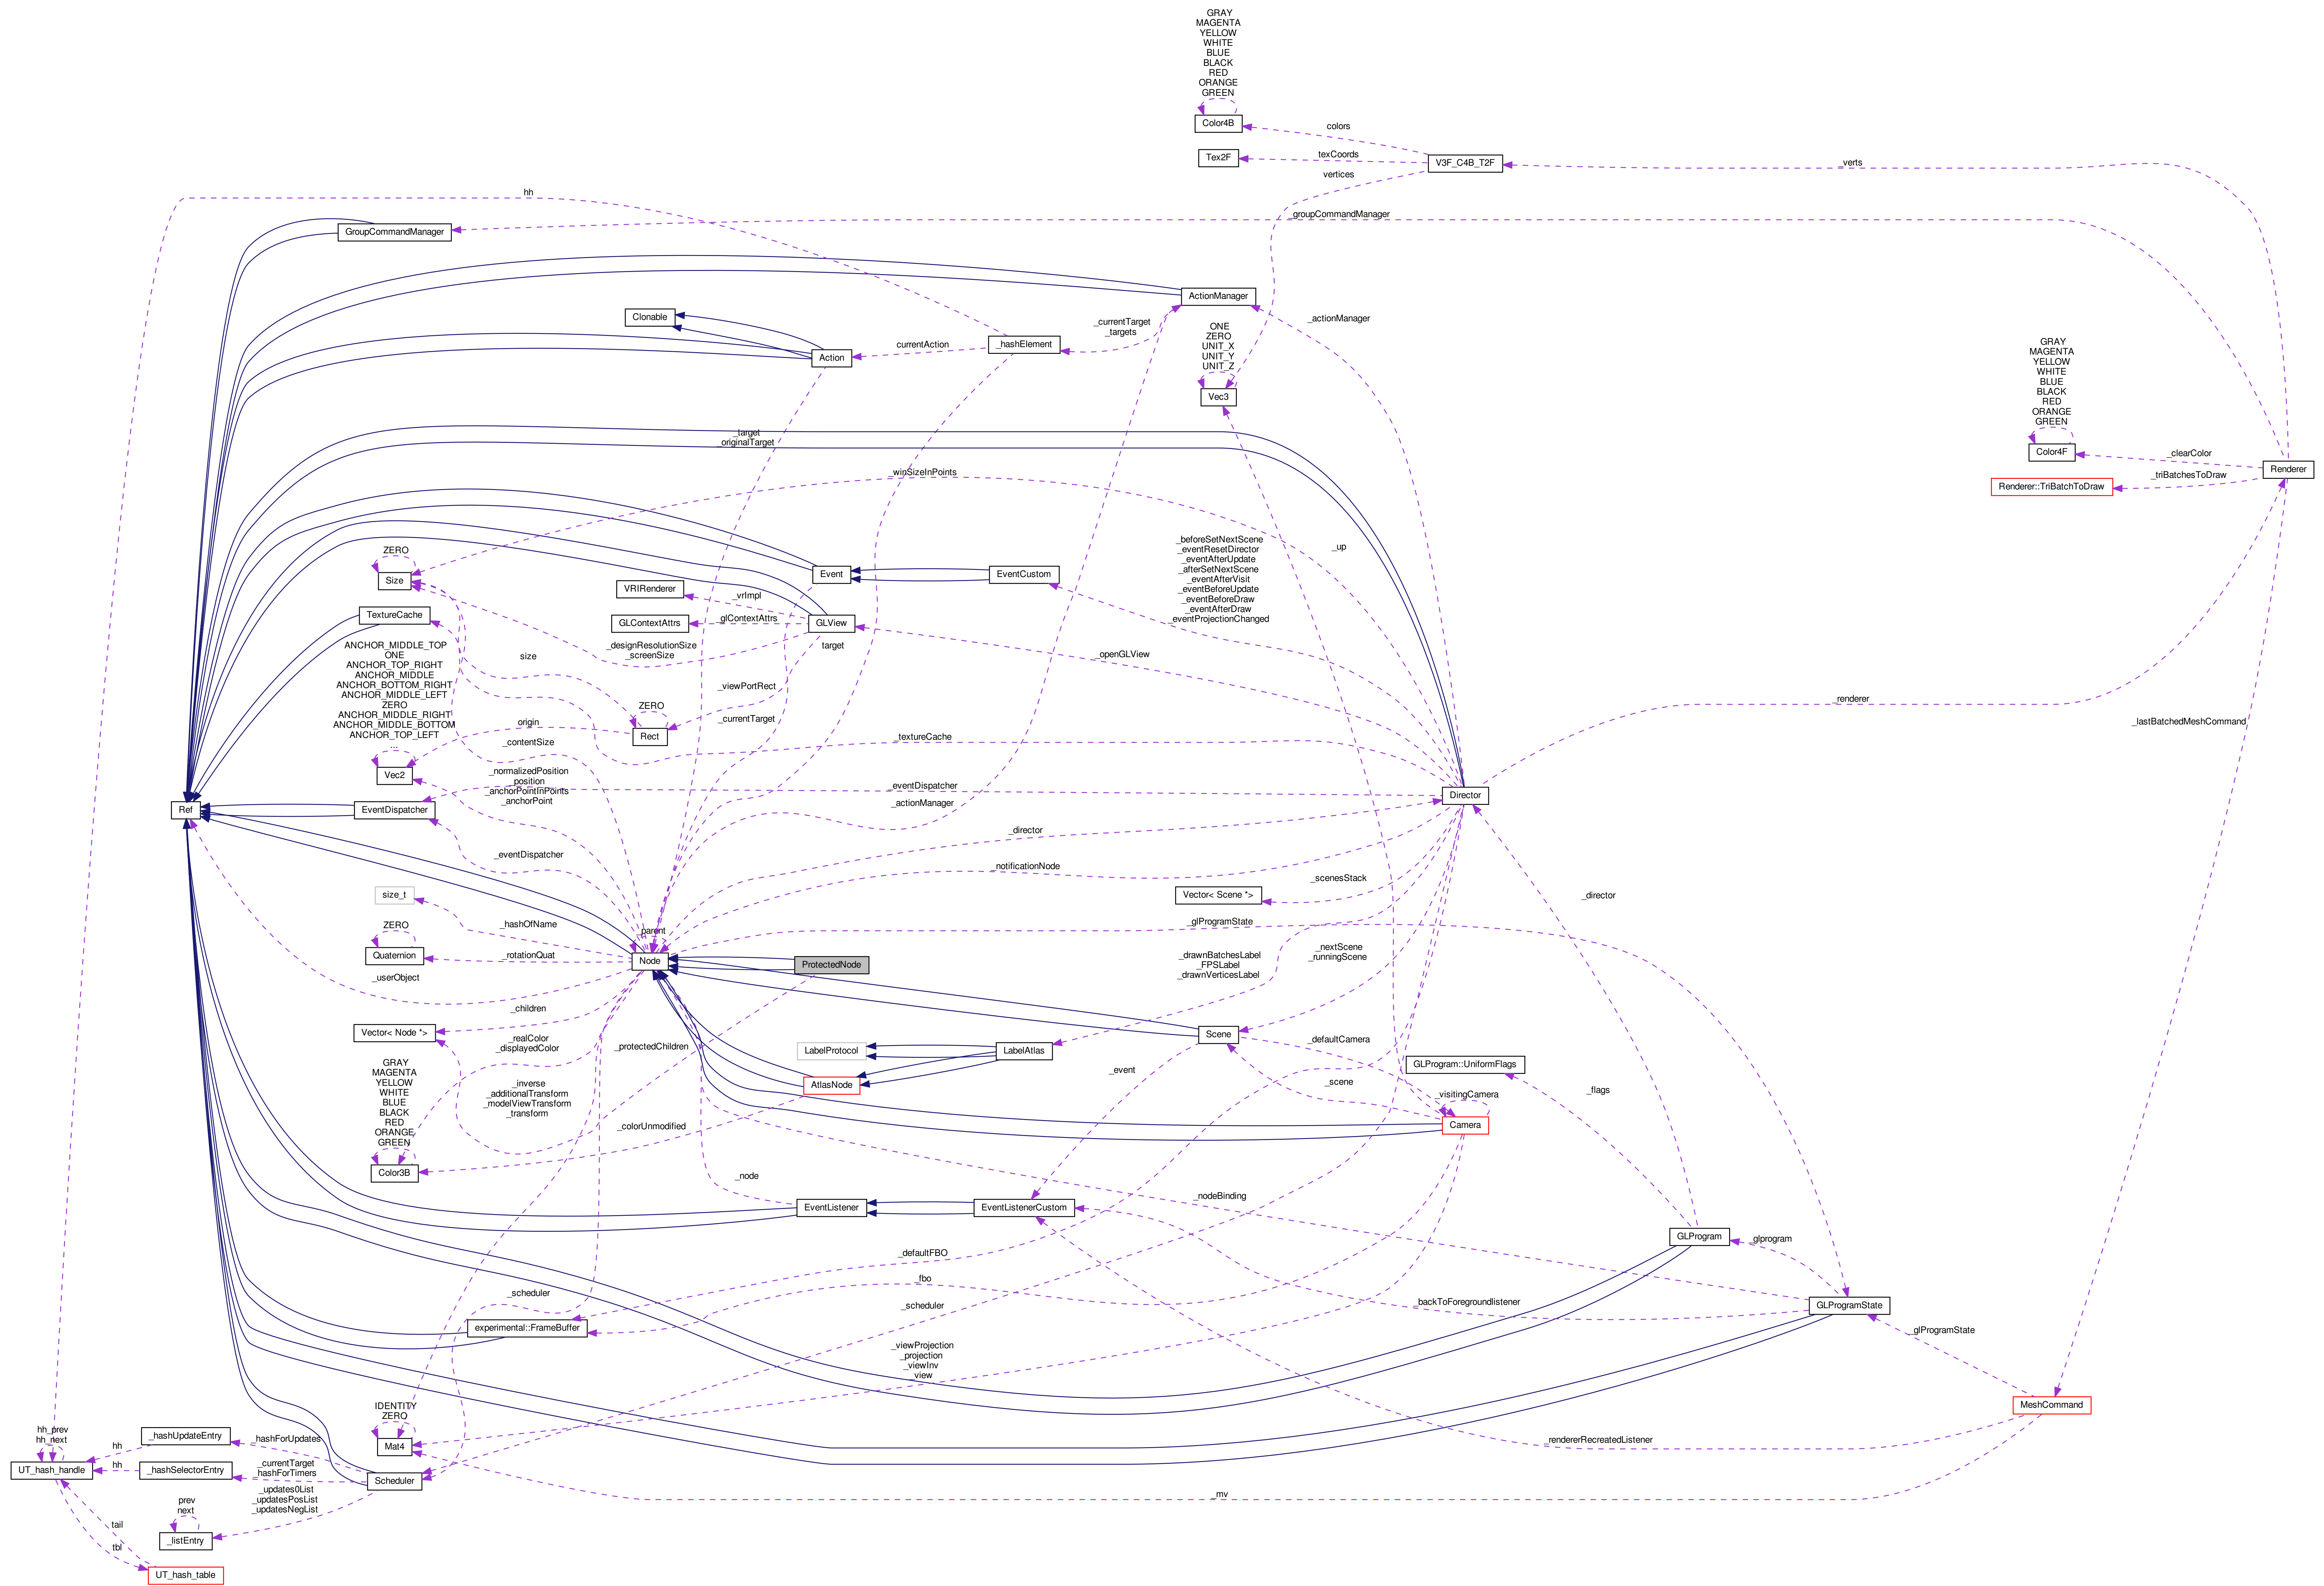 GRAY
MAGENTA
YELLOW
WHITE
BLUE
BLACK
RED
ORANGE
GREEN
Color4B
colors
Tex2F
texCoords
V3F_C4B_T2F
_verts
vertices
hh
_groupCommandManager
GroupCommandManager
ActionManager
Clonable
_currentTarget
_targets
_actionManager
ONE
ZERO
UNIT_X
UNIT_Y
UNIT_Z
currentAction
_hashElement
Action
Vec3
GRAY
MAGENTA
YELLOW
WHITE
BLUE
BLACK
RED
ORANGE
GREEN
Color4F
_clearColor
Renderer
_triBatchesToDraw
Renderer::TriBatchToDraw
_target
_originalTarget
_winSizeInPoints
_beforeSetNextScene
_eventResetDirector
_eventAfterUpdate
_afterSetNextScene
_eventAfterVisit
_eventBeforeUpdate
_eventBeforeDraw
_eventAfterDraw
_eventProjectionChanged
_up
ZERO
Size
Event
EventCustom
VRIRenderer
_vrImpl
GLContextAttrs
_glContextAttrs
GLView
TextureCache
_designResolutionSize
_screenSize
target
size
_openGLView
ANCHOR_MIDDLE_TOP
ONE
ANCHOR_TOP_RIGHT
ANCHOR_MIDDLE
ANCHOR_BOTTOM_RIGHT
ANCHOR_MIDDLE_LEFT
ZERO
ANCHOR_MIDDLE_RIGHT
ANCHOR_MIDDLE_BOTTOM
ANCHOR_TOP_LEFT
...
Vec2
_viewPortRect
ZERO
Rect
origin
_currentTarget
_contentSize
_textureCache
_renderer
_lastBatchedMeshCommand
_normalizedPosition
_position
_anchorPointInPoints
_anchorPoint
_eventDispatcher
Director
Ref
EventDispatcher
_actionManager
_director
_eventDispatcher
_notificationNode
size_t
_hashOfName
Vector< Scene *>
_scenesStack
_director
ZERO
Quaternion
_rotationQuat
_parent
Node
ProtectedNode
_glProgramState
_userObject
_drawnBatchesLabel
_FPSLabel
_drawnVerticesLabel
_nextScene
_runningScene
_children
Vector< Node *>
_realColor
_displayedColor
_protectedChildren
Scene
LabelProtocol
LabelAtlas
AtlasNode
_defaultCamera
GLProgram::UniformFlags
_event
_scene
_flags
_visitingCamera
Camera
GRAY
MAGENTA
YELLOW
WHITE
BLUE
BLACK
RED
ORANGE
GREEN
Color3B
_inverse
_additionalTransform
_modelViewTransform
_transform
_colorUnmodified
_node
_nodeBinding
EventListener
EventListenerCustom
GLProgram
_glprogram
_defaultFBO
_fbo
_scheduler
_scheduler
_backToForegroundlistener
GLProgramState
experimental::FrameBuffer
_glProgramState
_viewProjection
_projection
_viewInv
_view
MeshCommand
IDENTITY
ZERO
Mat4
_rendererRecreatedListener
hh_prev
hh_next
UT_hash_handle
hh
_hashUpdateEntry
_hashForUpdates
hh
_hashSelectorEntry
_currentTarget
_hashForTimers
Scheduler
_updates0List
_updatesPosList
_updatesNegList
_mv
prev
next
_listEntry
tail
tbl
UT_hash_table